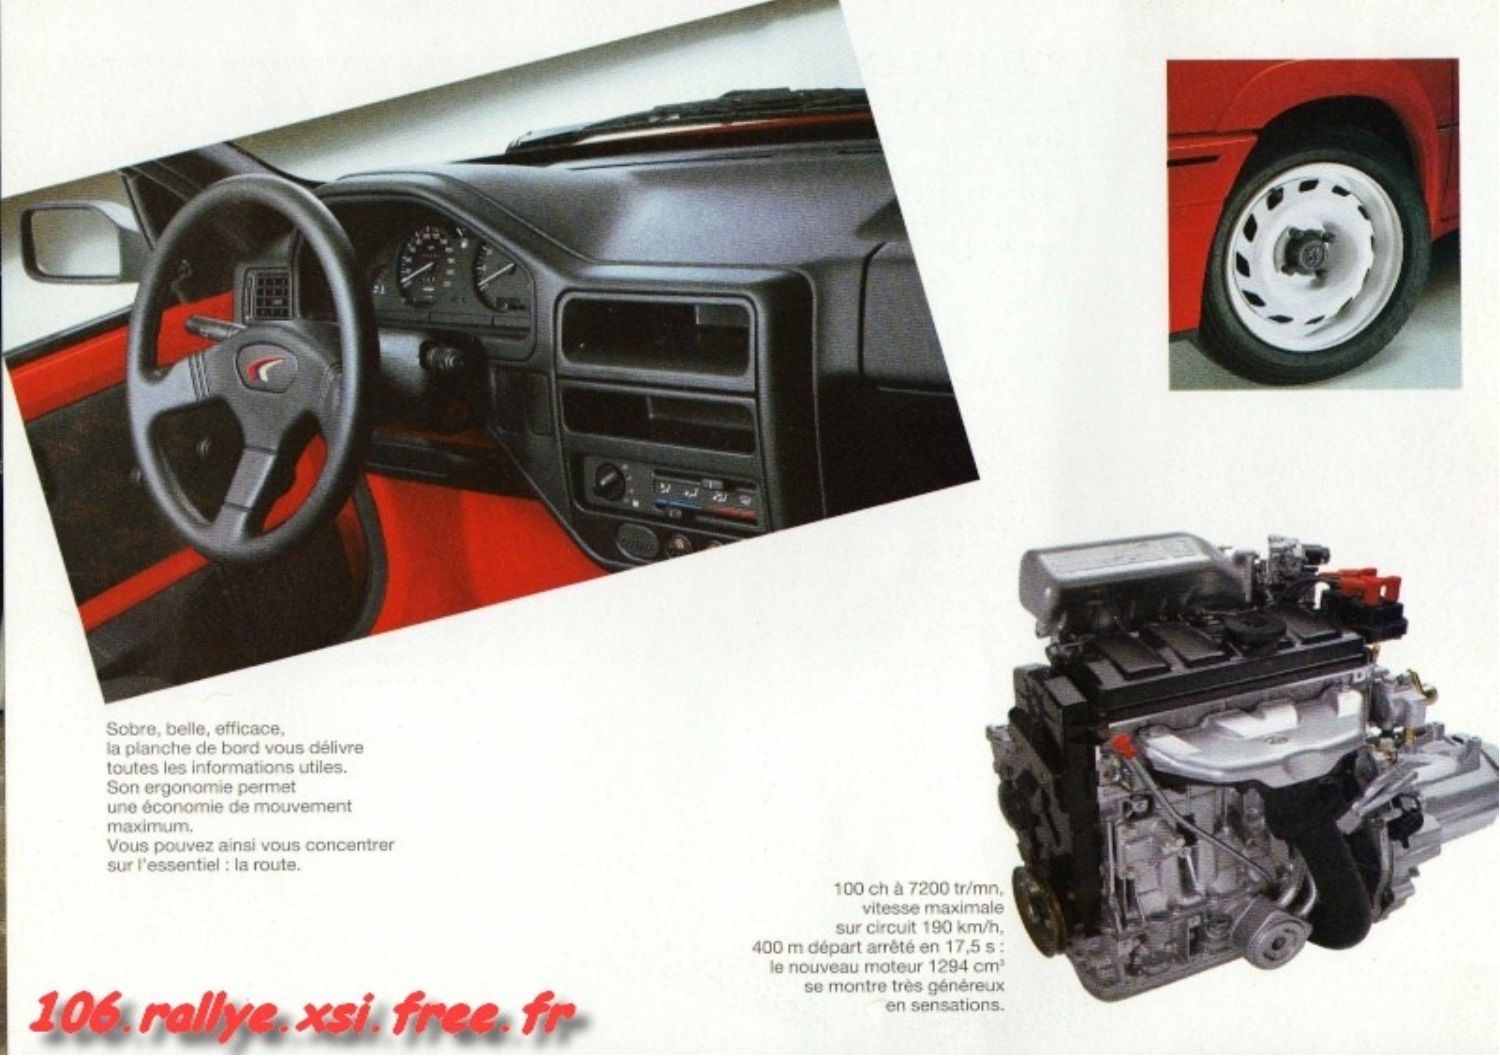 Sobre, belle, efficace,
la planche de bord vous délivre
toutes les informations utiles.
Son ergonomie permet
une économie de mouvement
maximum.
Vous pouvez ainsi vous concentrer
sur l'essentiel : la route.
100 ch à 7200 tr/mn,
vitesse maximale
sur circuit 190 km/h,
400 m départ arrêté en 17,5 s :
le nouveau moteur 1294 cm³
se montre très généreux
en sensations.
106.rallye.xsi.free.fr